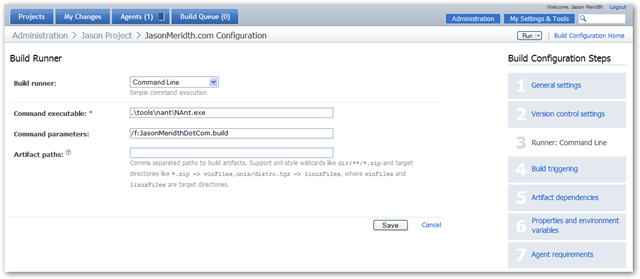 Welcome, Jason Meridth Logout
Projects My Changes Agents (1) Build Queue (0) Administration My Settings & Tools
Administration > Jason Project > JasonMeridth.com Configuration Run Build Configuration Home
Build Runner
Build runner: Command Line
Simple command execution
Command executable: * .\tools\nant\NAnt.exe
Command parameters: /f:JasonMeridthDotCom.build
Artifact paths: ?
Comma separated paths to build artifacts. Support ant-style wildcards like dir/**/*.zip and target
directories like *.zip => winFiles,unix/distro.tgz => linuxFiles, where winFiles and
linuxFiles are target directories.
Save Cancel
Build Configuration Steps
1 General settings
2 Version control settings
3 Runner: Command Line
4 Build triggering
5 Artifact dependencies
6 Properties and environment
variables
7 Agent requirements